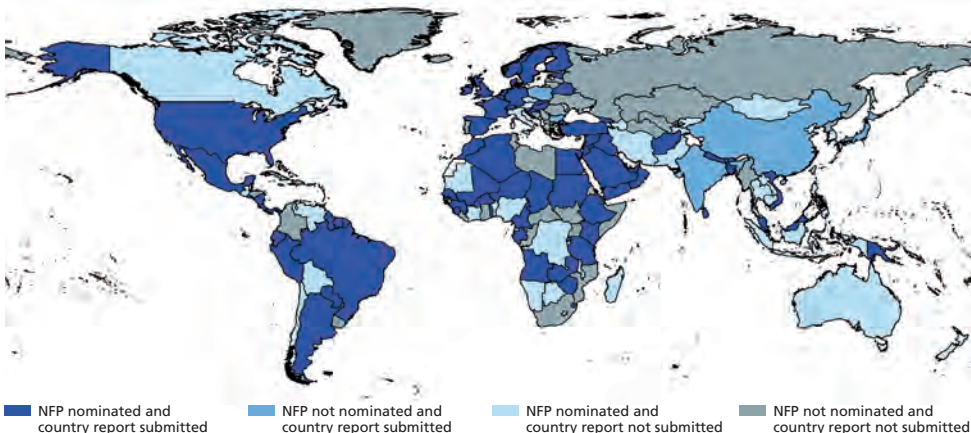 NFP nominated and
country report submitted
NFP not nominated and
country report submitted
NFP nominated and
country report not submitted
NFP not nominated and
country report not submitted